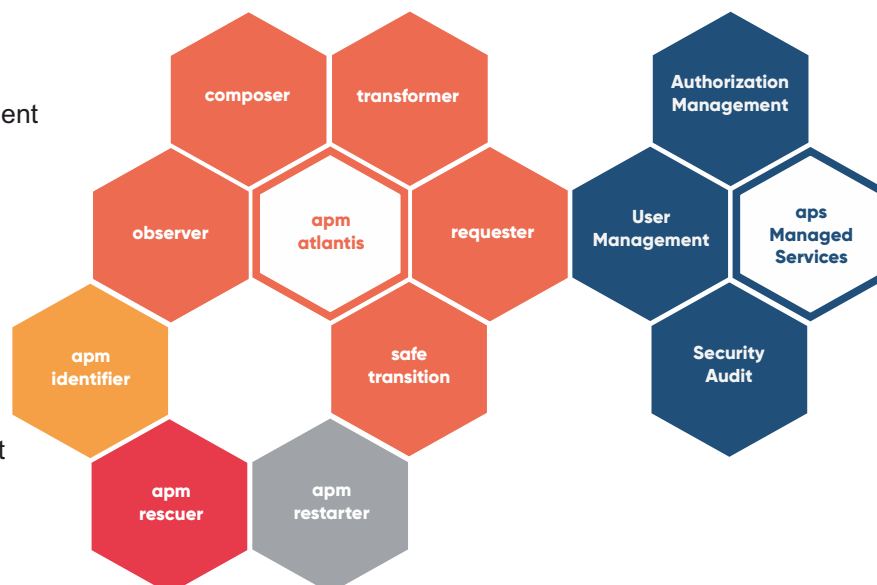 composer
transformer
Authorization
Management
ent
observer
apm
atlantis
requester
User
Management
aps
Managed
Services
apm
identifier
safe
transition
Security
Audit
t
apm
rescuer
apm
restarter